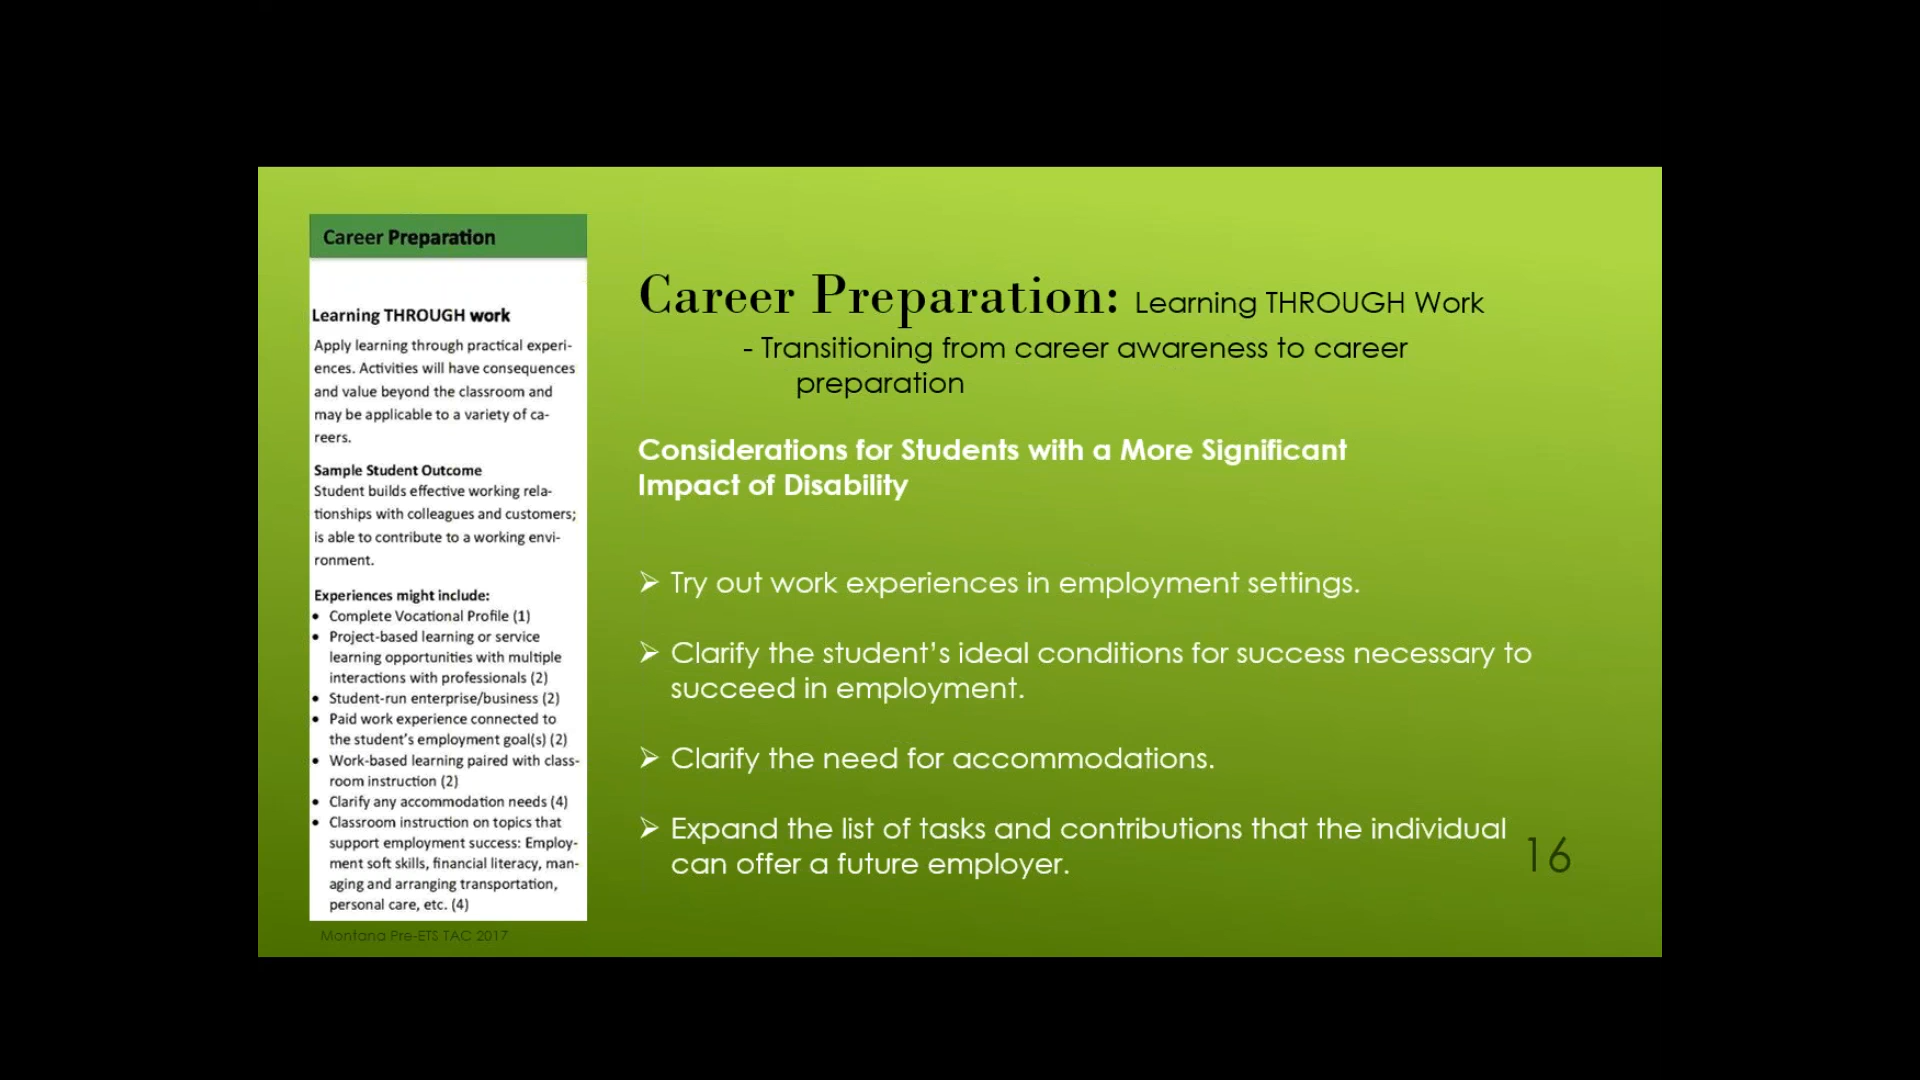 Career Preparation
Learning THROUGH work
Apply learning through practical experi-
ences. Activities will have consequences
and value beyond the classroom and
may be applicable to a variety of ca-
reers.
Sample Student Outcome
Student builds effective working rela-
tionships with colleagues and customers;
is able to contribute to a working envi-
ronment.
Experiences might include:
• Complete Vocational Profile (1)
• Project-based learning or service
learning opportunities with multiple
interactions with professionals (2)
• Student-run enterprise/business (2)
• Paid work experience connected to
the student's employment goal(s) (2)
• Work-based learning paired with class-
room instruction (2)
• Clarify any accommodation needs (4)
• Classroom instruction on topics that
support employment success: Employ-
ment soft skills, financial literacy, man-
aging and arranging transportation,
personal care, etc. (4)
Montana Pre-ETS TAC 2017
Career Preparation: Learning THROUGH Work
- Transitioning from career awareness to career
preparation
Considerations for Students with a More Significant
Impact of Disability
➢ Try out work experiences in employment settings.
➢ Clarify the student’s ideal conditions for success necessary to
succeed in employment.
➢ Clarify the need for accommodations.
➢ Expand the list of tasks and contributions that the individual
can offer a future employer.
16